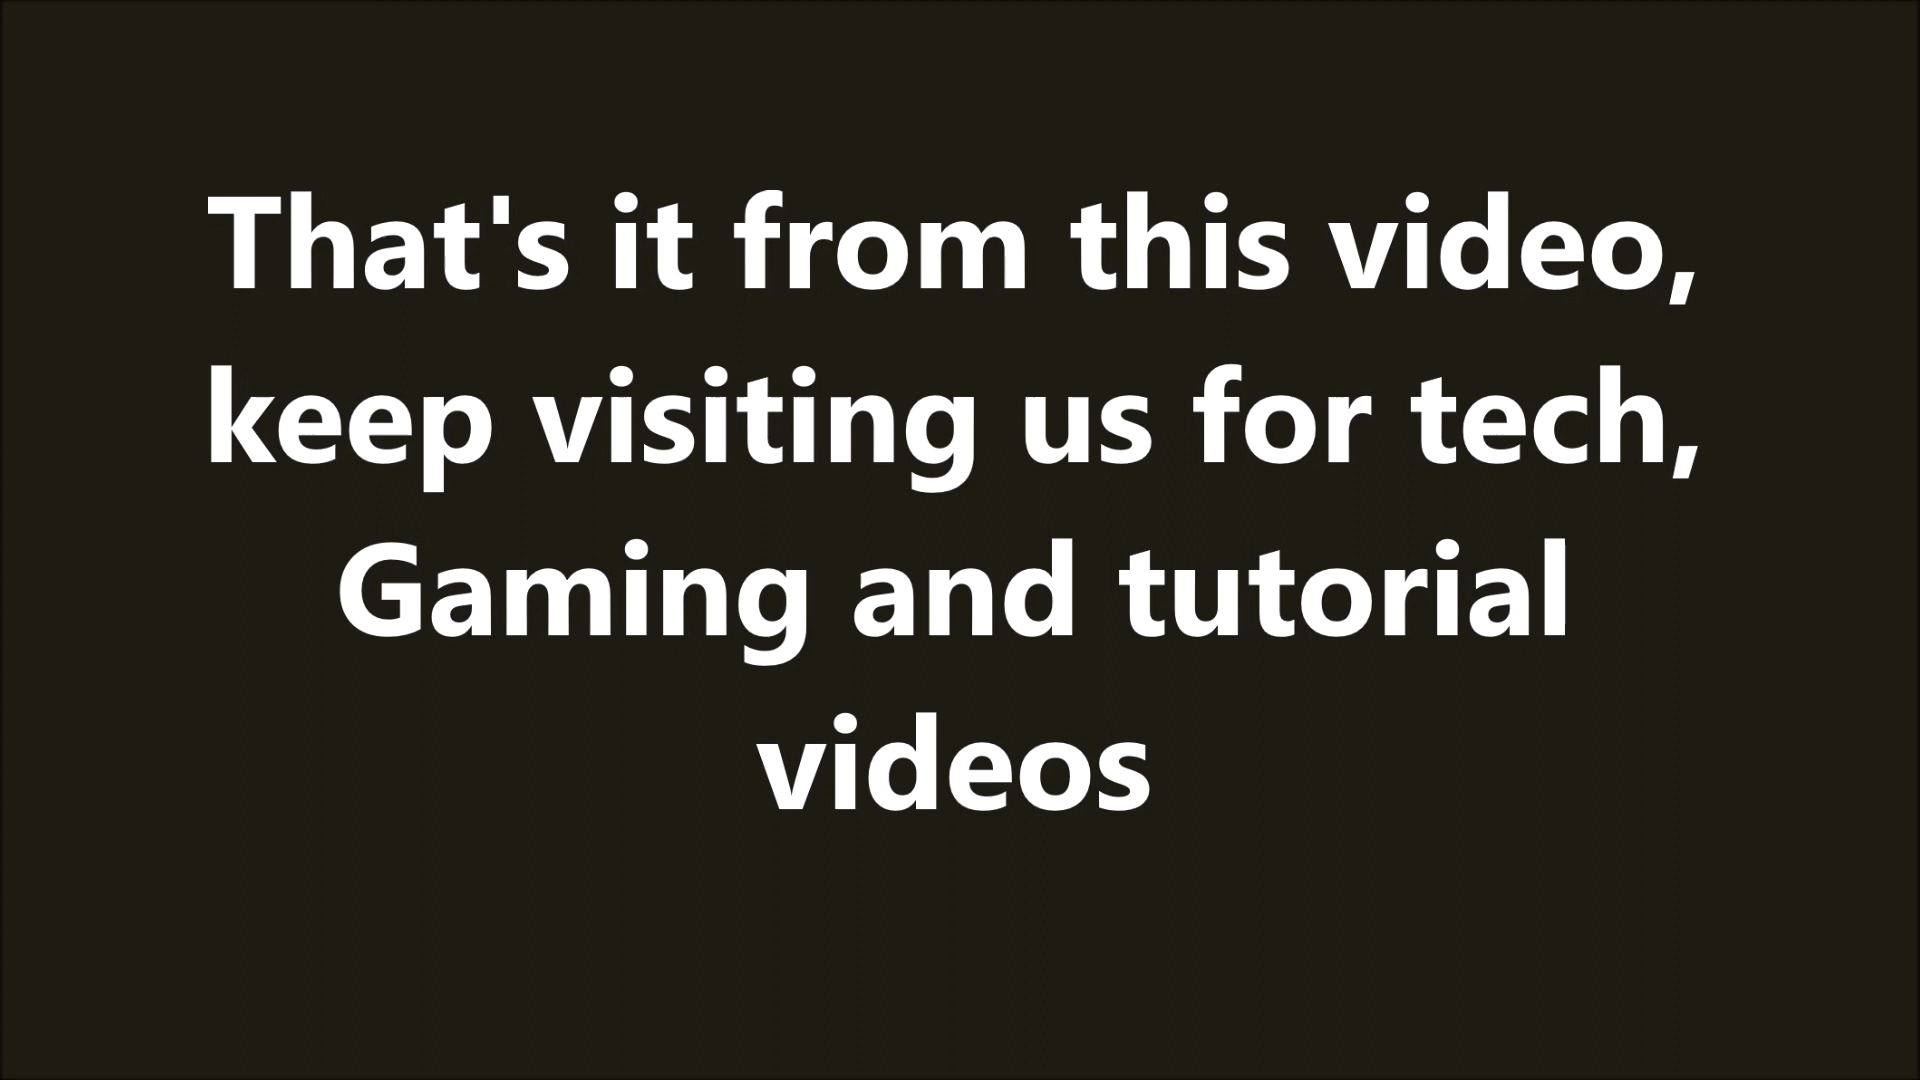 That's it from this video,
keep visiting us for tech,
Gaming and tutorial
videos